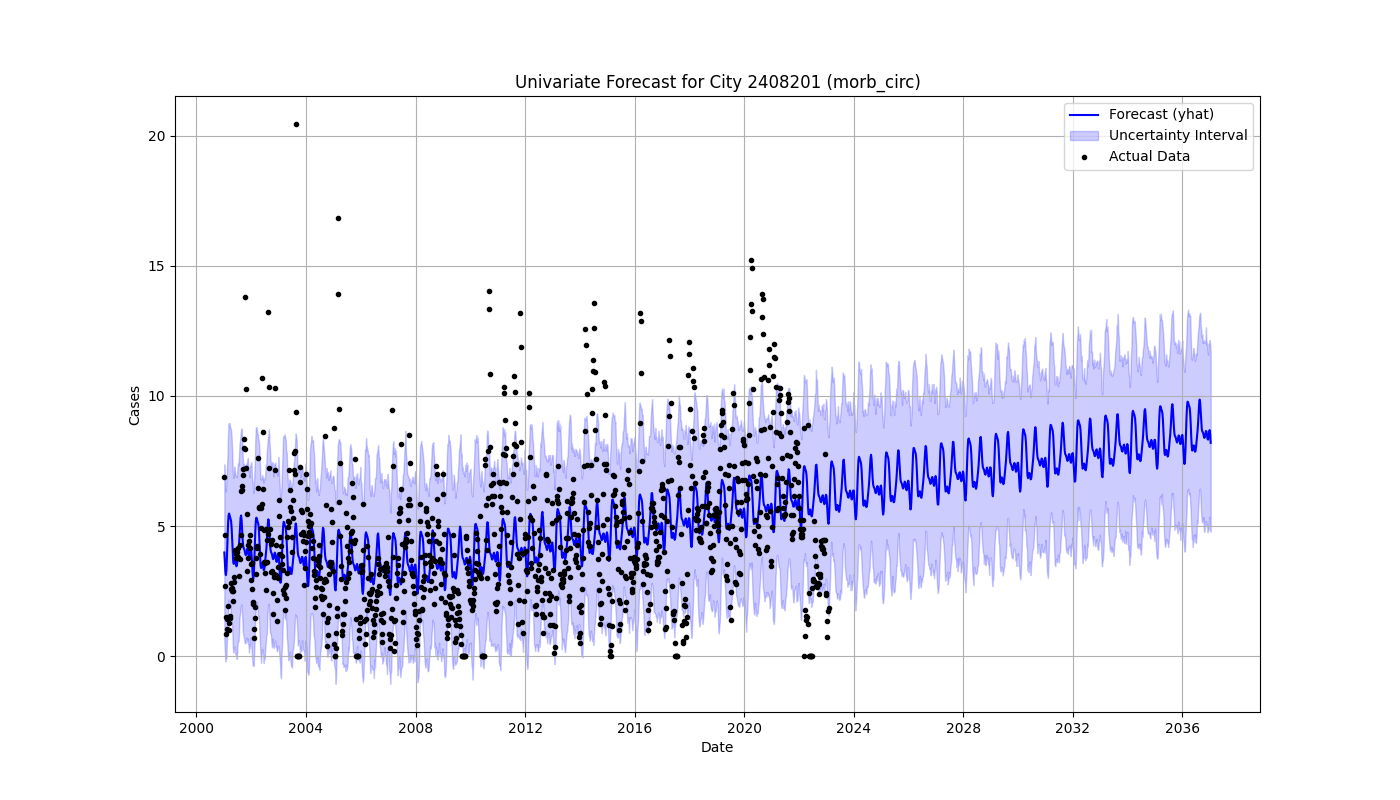 Univariate Forecast for City 2408201 (morb_circ)
Forecast (yhat)
Uncertainty Interval
Actual Data
Cases
20
15
10
5
0
2000 2004 2008 2012 2016 2020 2024 2028 2032 2036
Date